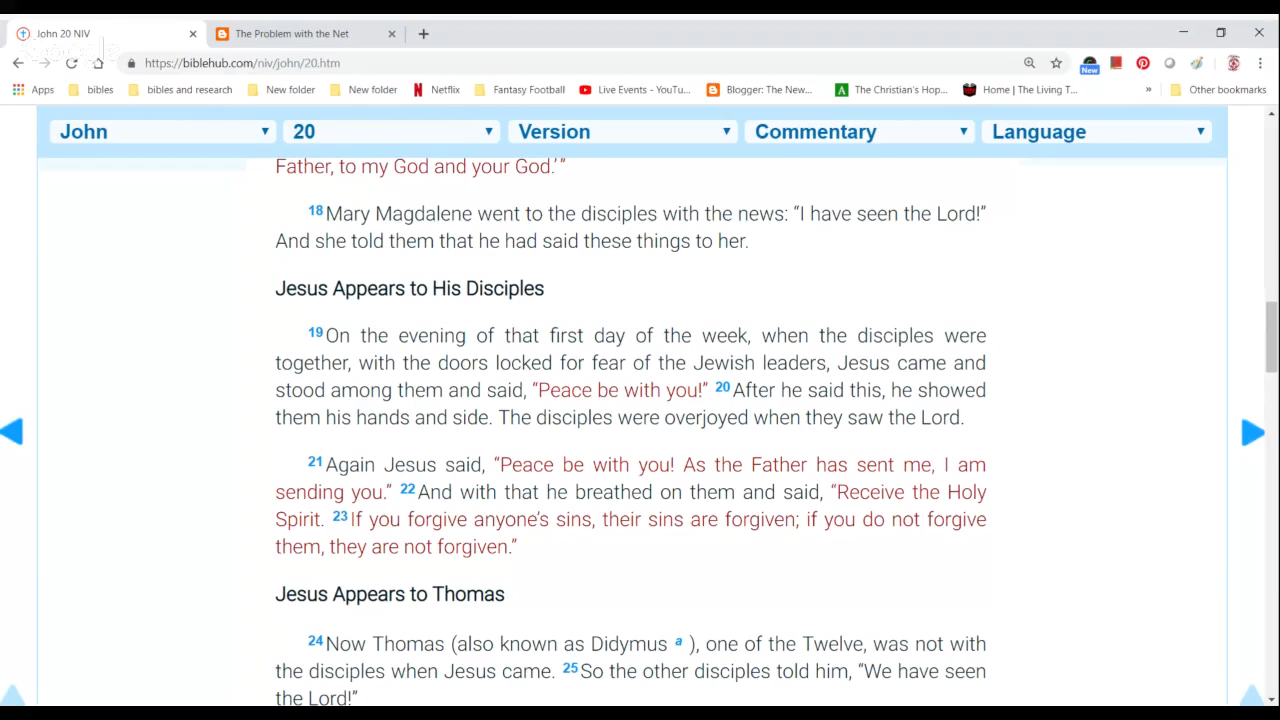 John 20 NIV
The Problem with the Net
https://biblehub.com/niv/john/20.htm
New
Apps bibles bibles and research New folder New folder Netflix Fantasy Football Live Events - YouTu... Blogger: The New... The Christian's Hop... Home | The Living T... » Other bookmarks
John 20 Version Commentary Language
Father, to my God and your God.’”
18 Mary Magdalene went to the disciples with the news: “I have seen the Lord!”
And she told them that he had said these things to her.
Jesus Appears to His Disciples
19 On the evening of that first day of the week, when the disciples were
together, with the doors locked for fear of the Jewish leaders, Jesus came and
stood among them and said, “Peace be with you!” 20 After he said this, he showed
them his hands and side. The disciples were overjoyed when they saw the Lord.
21 Again Jesus said, “Peace be with you! As the Father has sent me, I am
sending you.” 22 And with that he breathed on them and said, “Receive the Holy
Spirit. 23 If you forgive anyone’s sins, their sins are forgiven; if you do not forgive
them, they are not forgiven.”
Jesus Appears to Thomas
24 Now Thomas (also known as Didymus a ), one of the Twelve, was not with
the disciples when Jesus came. 25 So the other disciples told him, “We have seen
the Lord!”